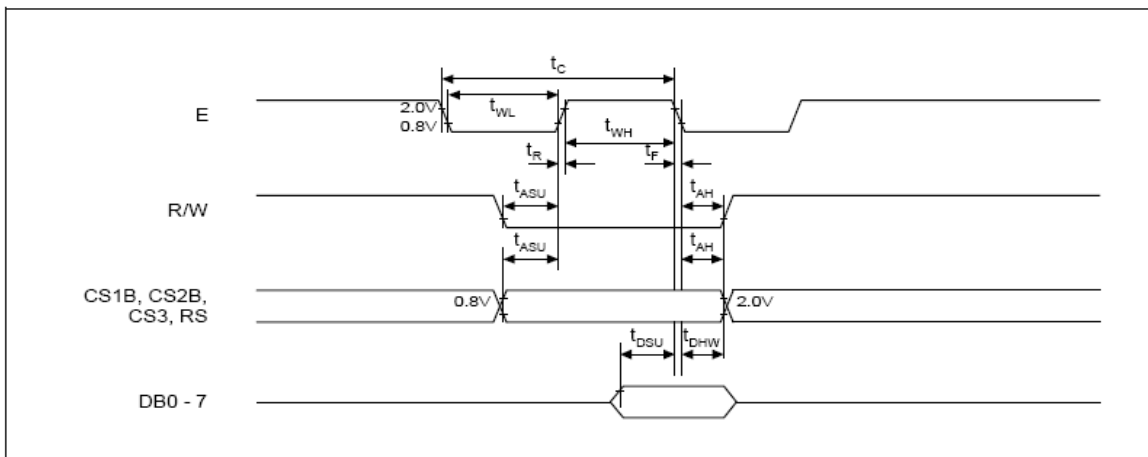 tC
E
2.0V
tWL
0.8V
tWH
tR
tF
tASU
tAH
R/W
tASU
tAH
CS1B, CS2B,
CS3, RS
0.8V
2.0V
tDSU
tDHW
DB0 - 7